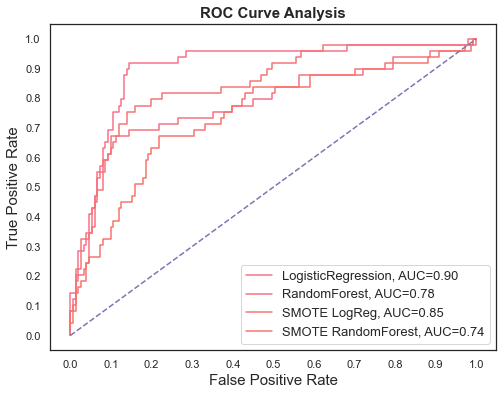 ROC Curve Analysis
True Positive Rate
1.0
0.9
0.8
0.7
0.6
0.5
0.4
0.3
0.2
0.1
0.0
LogisticRegression, AUC=0.90
RandomForest, AUC=0.78
SMOTE LogReg, AUC=0.85
SMOTE RandomForest, AUC=0.74
0.0 0.1 0.2 0.3 0.4 0.5 0.6 0.7 0.8 0.9 1.0
False Positive Rate